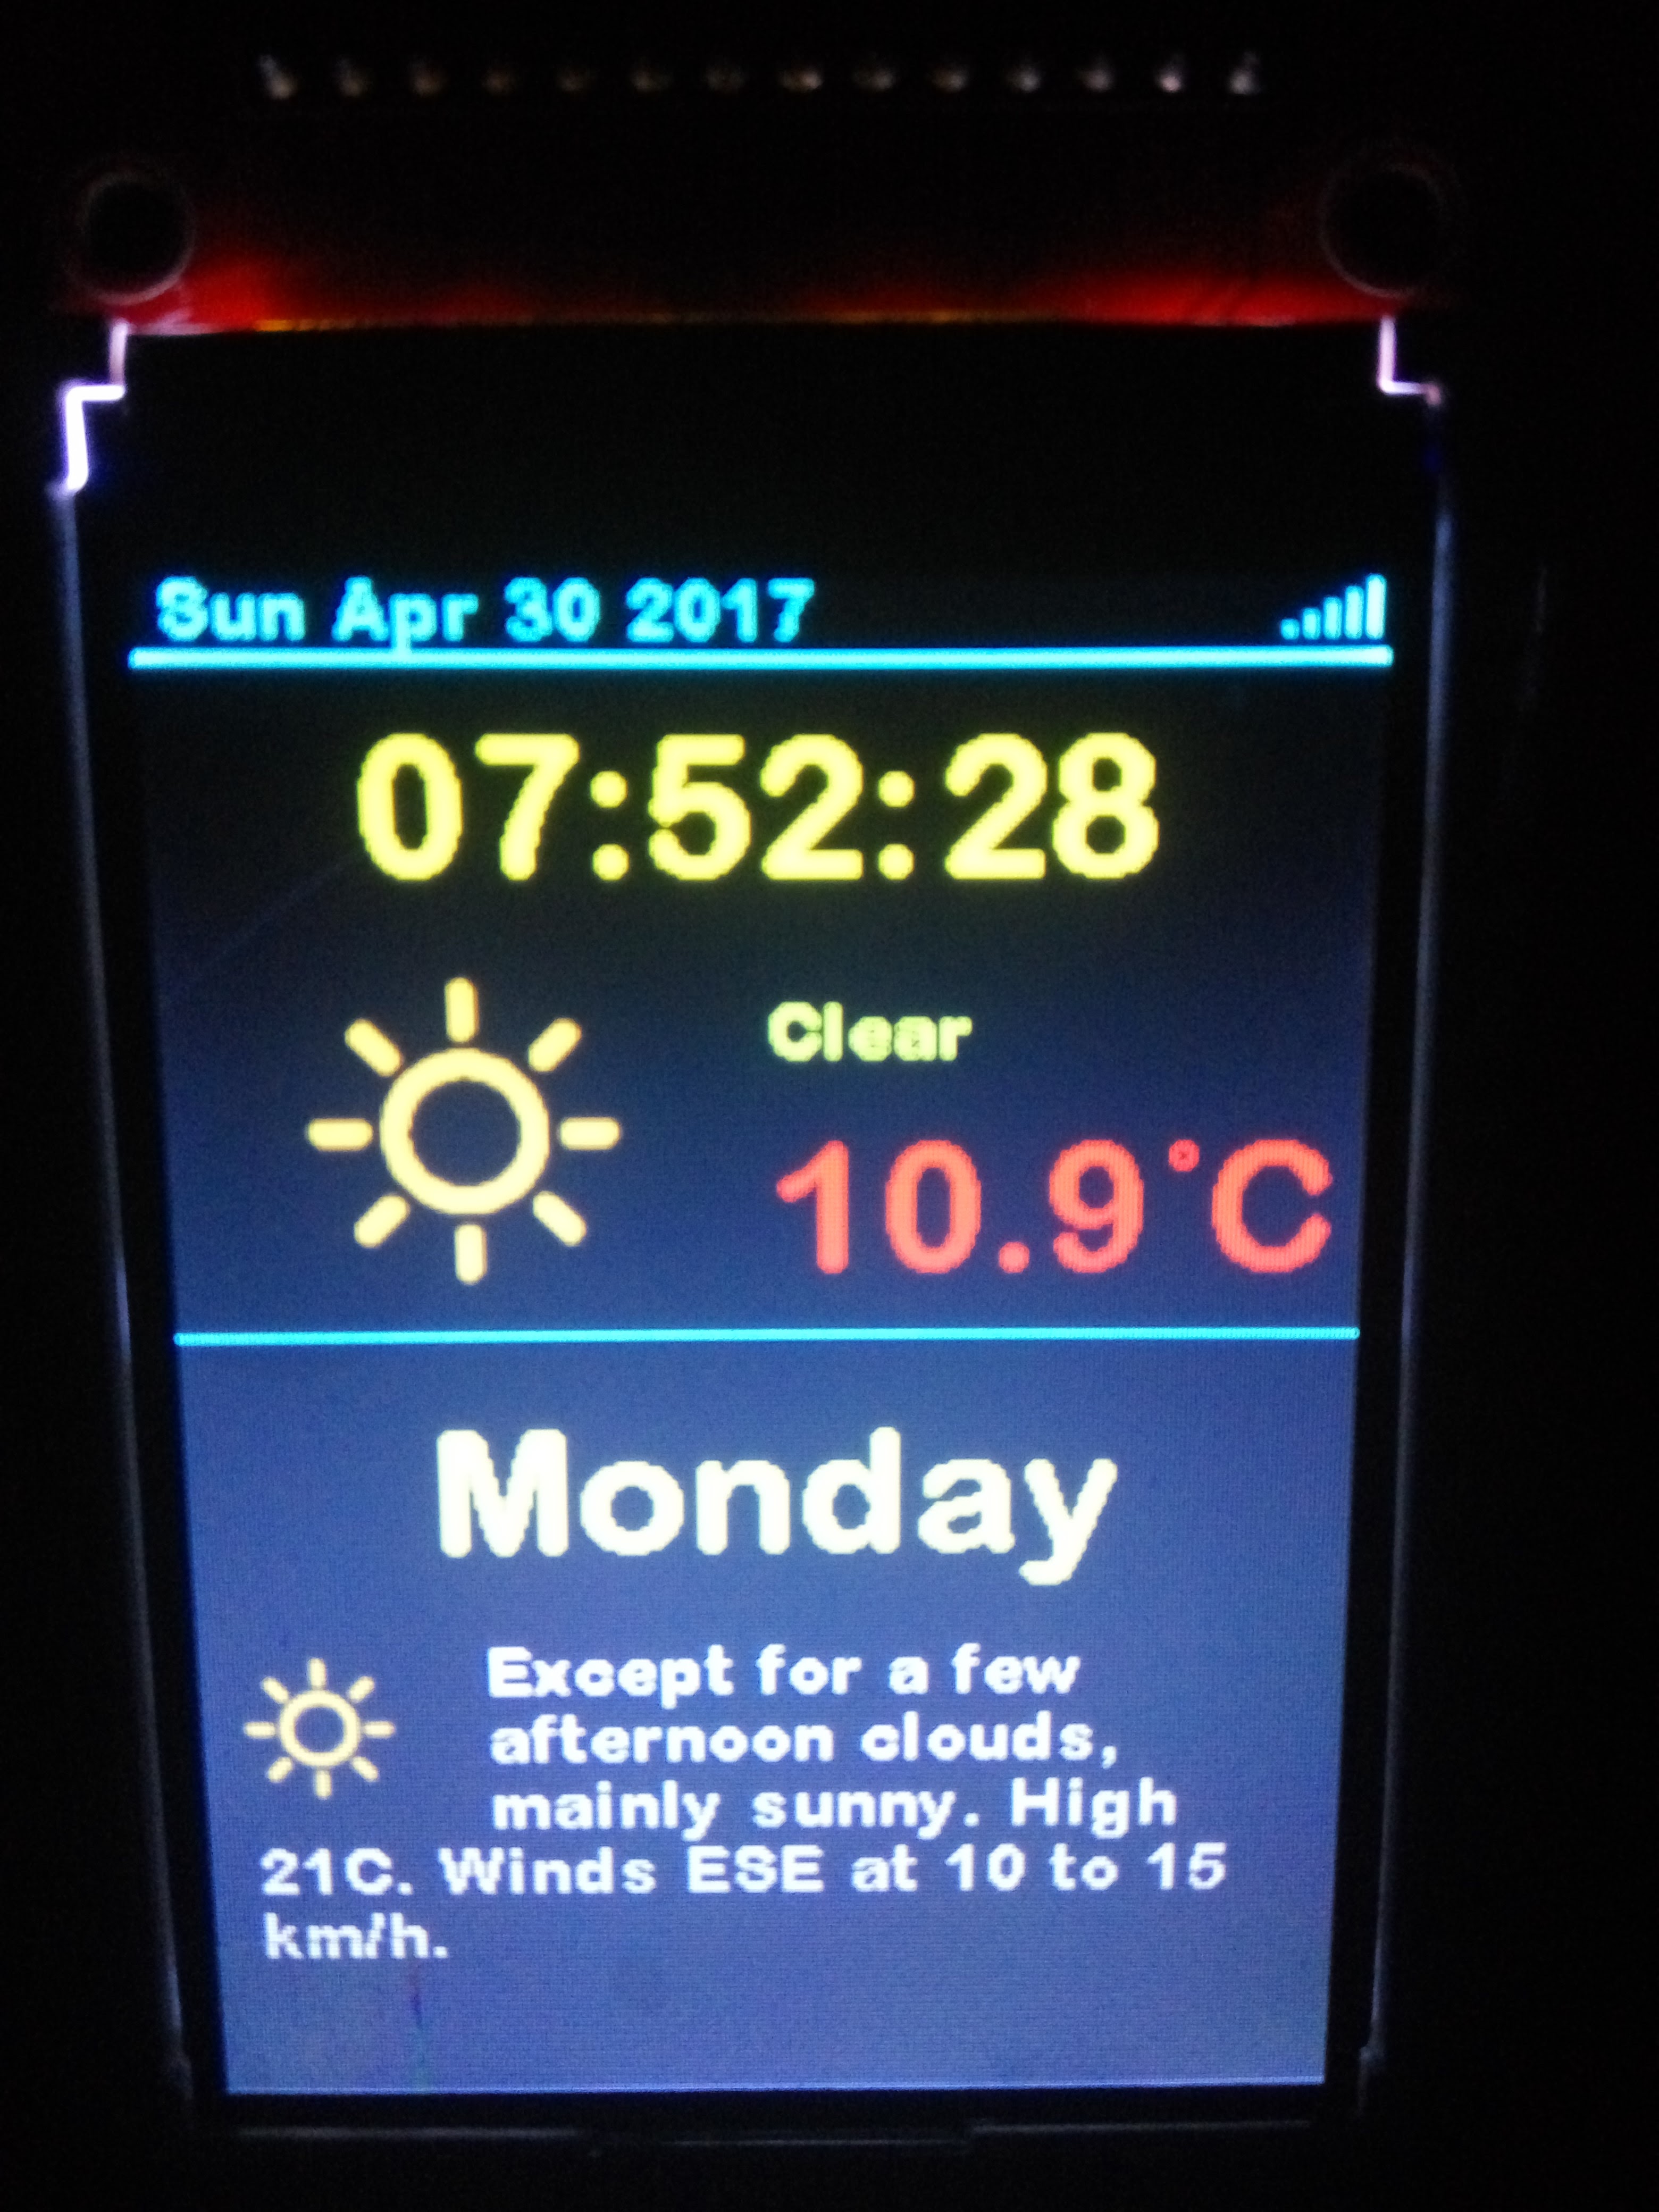 Sun Apr 30 2017
07:52:28
Clear
10.9°C
Monday
Except for a few
afternoon clouds,
mainly sunny. High
21C. Winds ESE at 10 to 15
km/h.